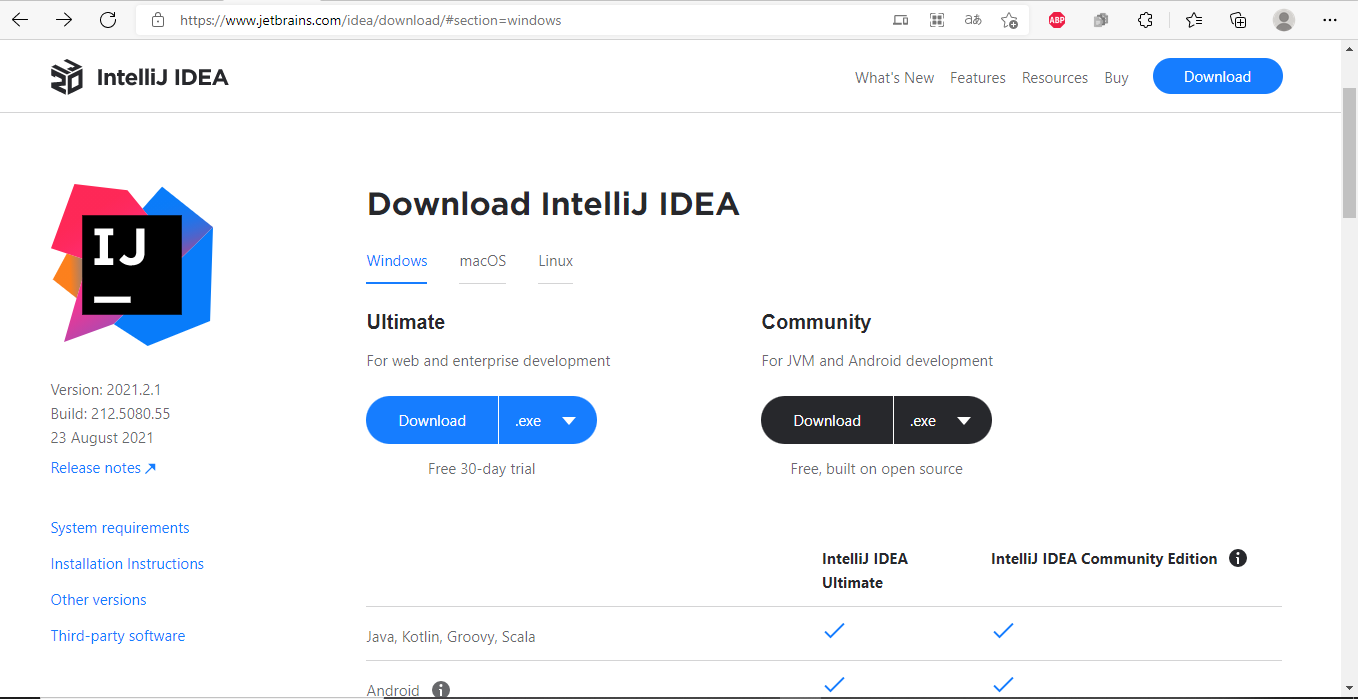 https://www.jetbrains.com/idea/download/#section=windows
aあ
ABP
IntelliJ IDEA
What's New Features Resources Buy Download
IJ
Download IntelliJ IDEA
Windows macOS Linux
Ultimate Community
For web and enterprise development For JVM and Android development
Version: 2021.2.1
Build: 212.5080.55
23 August 2021
Release notes ↗
Download .exe Download .exe
Free 30-day trial Free, built on open source
System requirements
Installation Instructions
Other versions
Third-party software
IntelliJ IDEA Ultimate IntelliJ IDEA Community Edition
Java, Kotlin, Groovy, Scala
Android